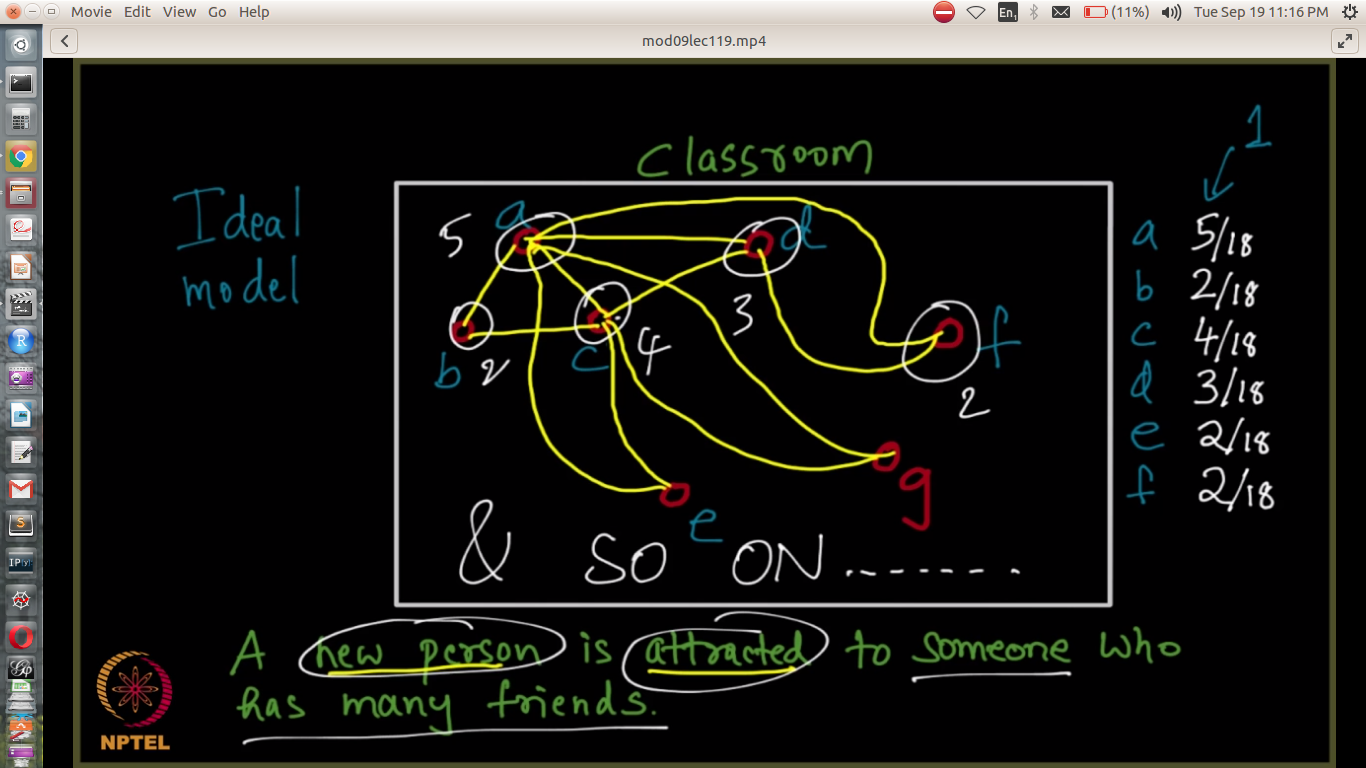 Movie Edit View Go Help
En1 (11%) Tue Sep 19 11:16 PM
mod09lec119.mp4
Classroom
1
Ideal
model
5 a d
b 2 c 4 3 f 2
e g
& SO ON.......
a 5/18
b 2/18
c 4/18
d 3/18
e 2/18
f 2/18
A new person is attracted to someone who
has many friends.
NPTEL